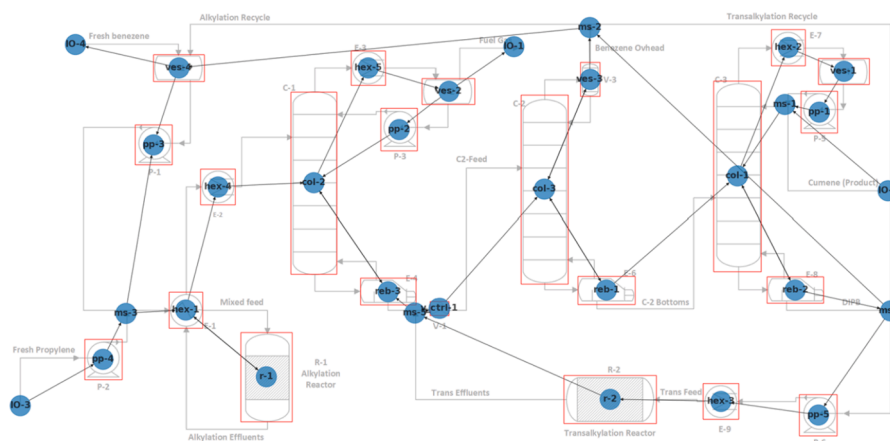 Alkylation Recycle
Transalkylation Recycle
ms-2
Fresh benezene
IO-4
E-3
Fuel G
IO-1
Benezene Ovhead
hex-2
E-7
ves-4
hex-5
ves-3
V-3
ves-1
C-1
ves-2
C-2
C-3
ms-1
pp-1
pp-2
P-5
pp-3
P-3
P-1
C2-Feed
col-1
hex-4
col-2
col-3
Cumene (Product)
IO-
E-2
E-4
E-6
E-8
reb-3
reb-1
reb-2
ctrl-1
ms-3
hex-1
Mixed feed
ms-
V-1
C-2 Bottoms
DIPB
ms-
E-1
Fresh Propylene
pp-4
R-1
Alkylation
Reactor
r-1
R-2
P-2
Trans Effluents
Trans Feed
r-2
hex-3
IO-3
pp-5
E-9
Alkylation Effluents
Transalkylation Reactor